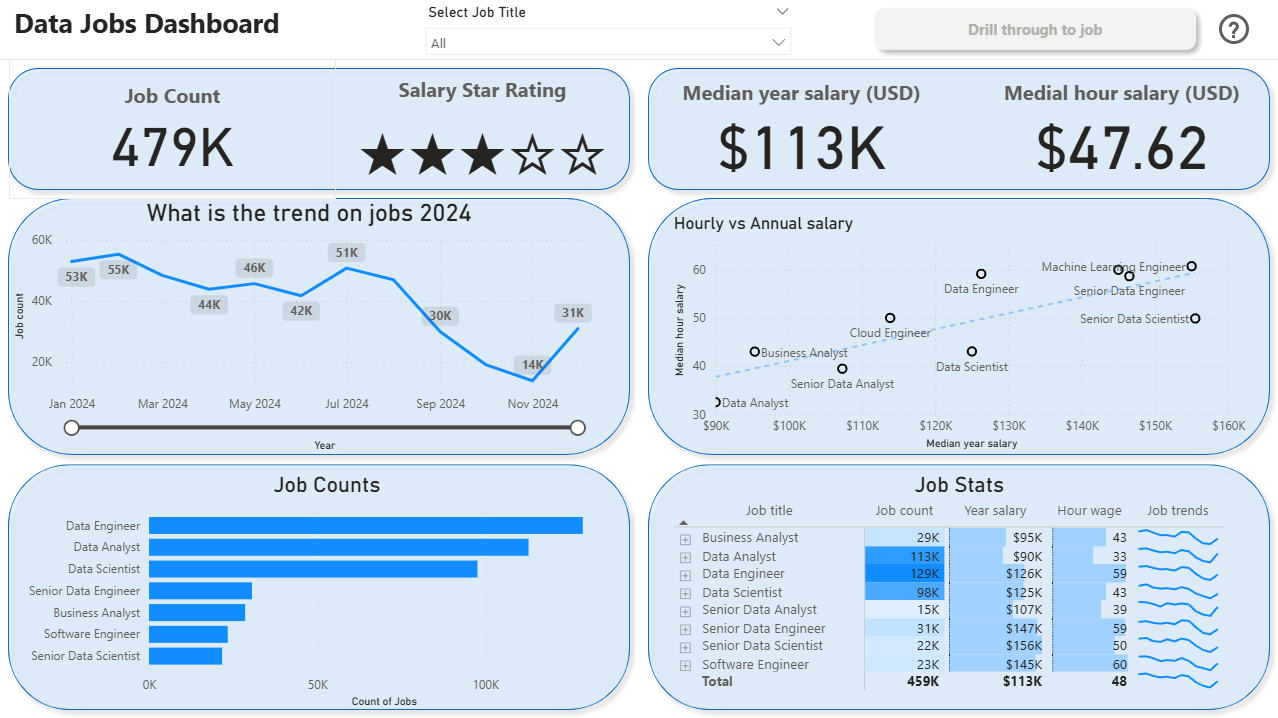 Data Jobs Dashboard
Select Job Title
All
Drill through to job
?
Job Count
479K
Salary Star Rating
Median year salary (USD)
$113K
Medial hour salary (USD)
$47.62
What is the trend on jobs 2024
Job count
60K
40K
20K
53K
55K
44K
46K
42K
51K
30K
14K
31K
Jan 2024
Mar 2024
May 2024
Jul 2024
Sep 2024
Nov 2024
Year
Hourly vs Annual salary
Median hour salary
60
50
40
30
Machine Learning Engineer
Data Engineer
Senior Data Engineer
Cloud Engineer
Senior Data Scientist
Business Analyst
Data Scientist
Senior Data Analyst
Data Analyst
$90K
$100K
$110K
$120K
$130K
$140K
$150K
$160K
Median year salary
Job Counts
Data Engineer
Data Analyst
Data Scientist
Senior Data Engineer
Business Analyst
Software Engineer
Senior Data Scientist
0K
50K
100K
Count of Jobs
Job Stats
Job title Job count Year salary Hour wage Job trends
Business Analyst 29K $95K 43
Data Analyst 113K $90K 33
Data Engineer 129K $126K 59
Data Scientist 98K $125K 43
Senior Data Analyst 15K $107K 39
Senior Data Engineer 31K $147K 59
Senior Data Scientist 22K $156K 50
Software Engineer 23K $145K 60
Total 459K $113K 48